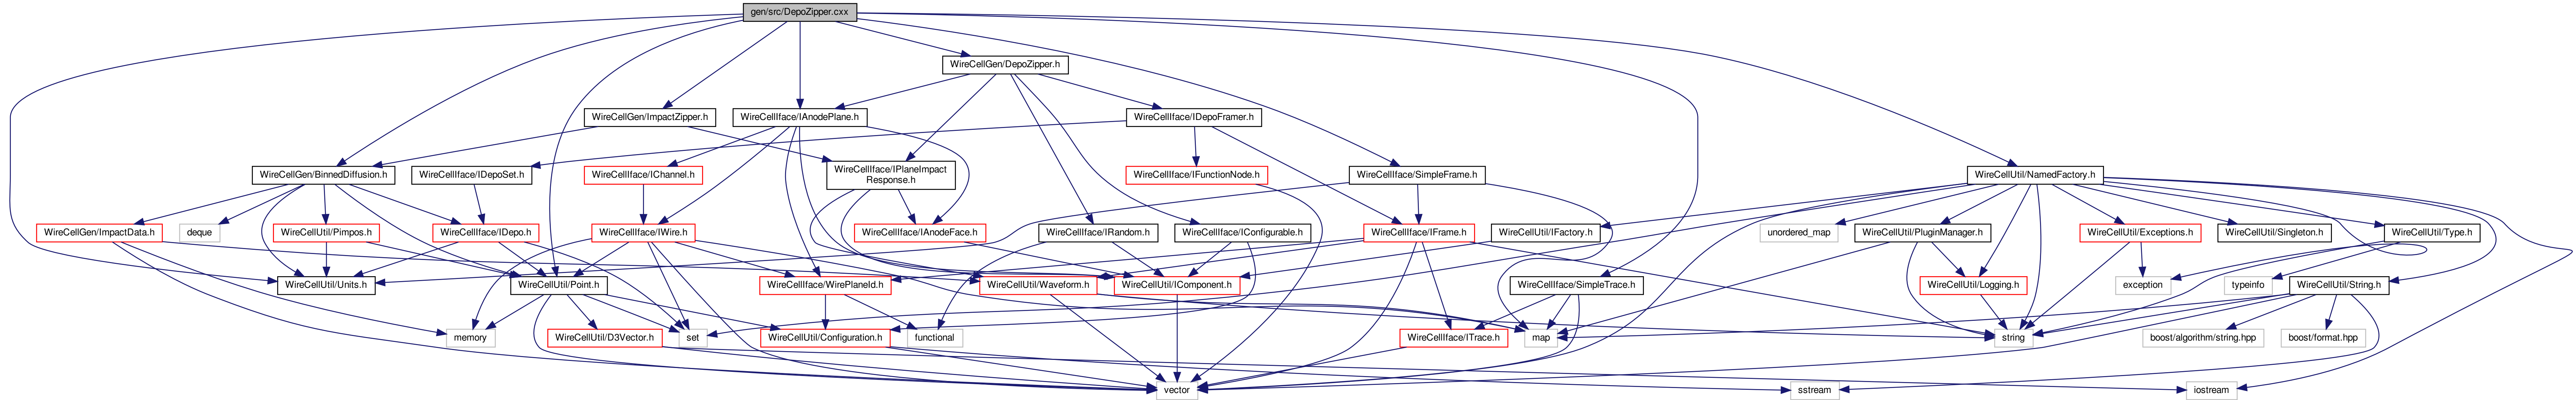 gen/src/DepoZipper.cxx
WireCellGen/DepoZipper.h
WireCellGen/ImpactZipper.h
WireCellIface/IAnodePlane.h
WireCellIface/IDepoFramer.h
WireCellGen/BinnedDiffusion.h
WireCellIface/IDepoSet.h
WireCellIface/IChannel.h
WireCellIface/IPlaneImpact
Response.h
WireCellIface/IFunctionNode.h
WireCellIface/SimpleFrame.h
WireCellUtil/NamedFactory.h
WireCellGen/ImpactData.h
deque
WireCellUtil/Pimpos.h
WireCellIface/IDepo.h
WireCellIface/IWire.h
WireCellIface/IAnodeFace.h
WireCellIface/IRandom.h
WireCellIface/IConfigurable.h
WireCellIface/IFrame.h
WireCellUtil/IFactory.h
unordered_map
WireCellUtil/PluginManager.h
WireCellUtil/Exceptions.h
WireCellUtil/Singleton.h
WireCellUtil/Type.h
WireCellUtil/Units.h
WireCellUtil/Point.h
WireCellIface/WirePlaneId.h
WireCellUtil/Waveform.h
WireCellUtil/IComponent.h
WireCellIface/SimpleTrace.h
WireCellUtil/Logging.h
exception
typeinfo
WireCellUtil/String.h
memory
WireCellUtil/D3Vector.h
set
WireCellUtil/Configuration.h
functional
WireCellIface/ITrace.h
map
string
boost/algorithm/string.hpp
boost/format.hpp
vector
sstream
iostream